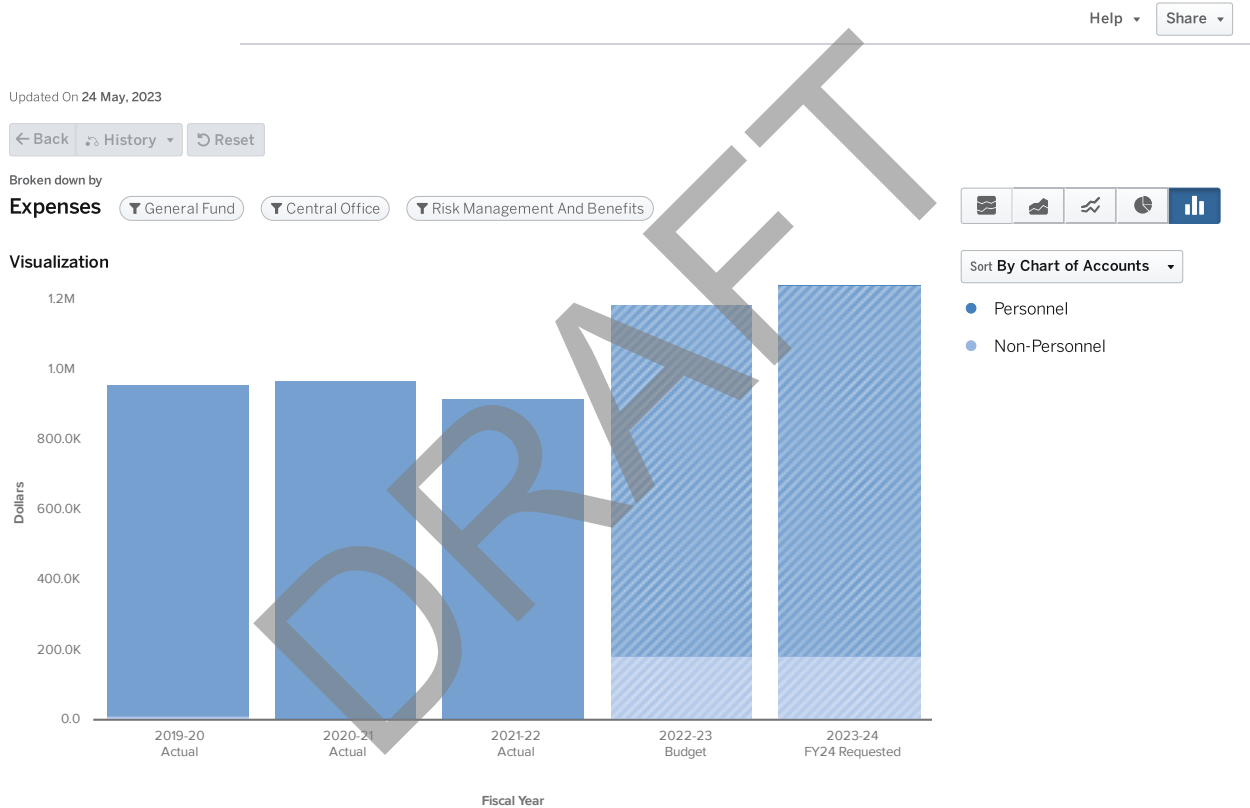 Help
Share
Updated On 24 May, 2023
Back
History
Reset
Broken down by
Expenses
General Fund
Central Office
Risk Management And Benefits
Visualization
Sort By Chart of Accounts
Personnel
Non-Personnel
1.2M
1.0M
800.0K
600.0K
400.0K
200.0K
0.0
Dollars
2019-20
Actual
2020-21
Actual
2021-22
Actual
2022-23
Budget
2023-24
FY24 Requested
Fiscal Year
DRAFT